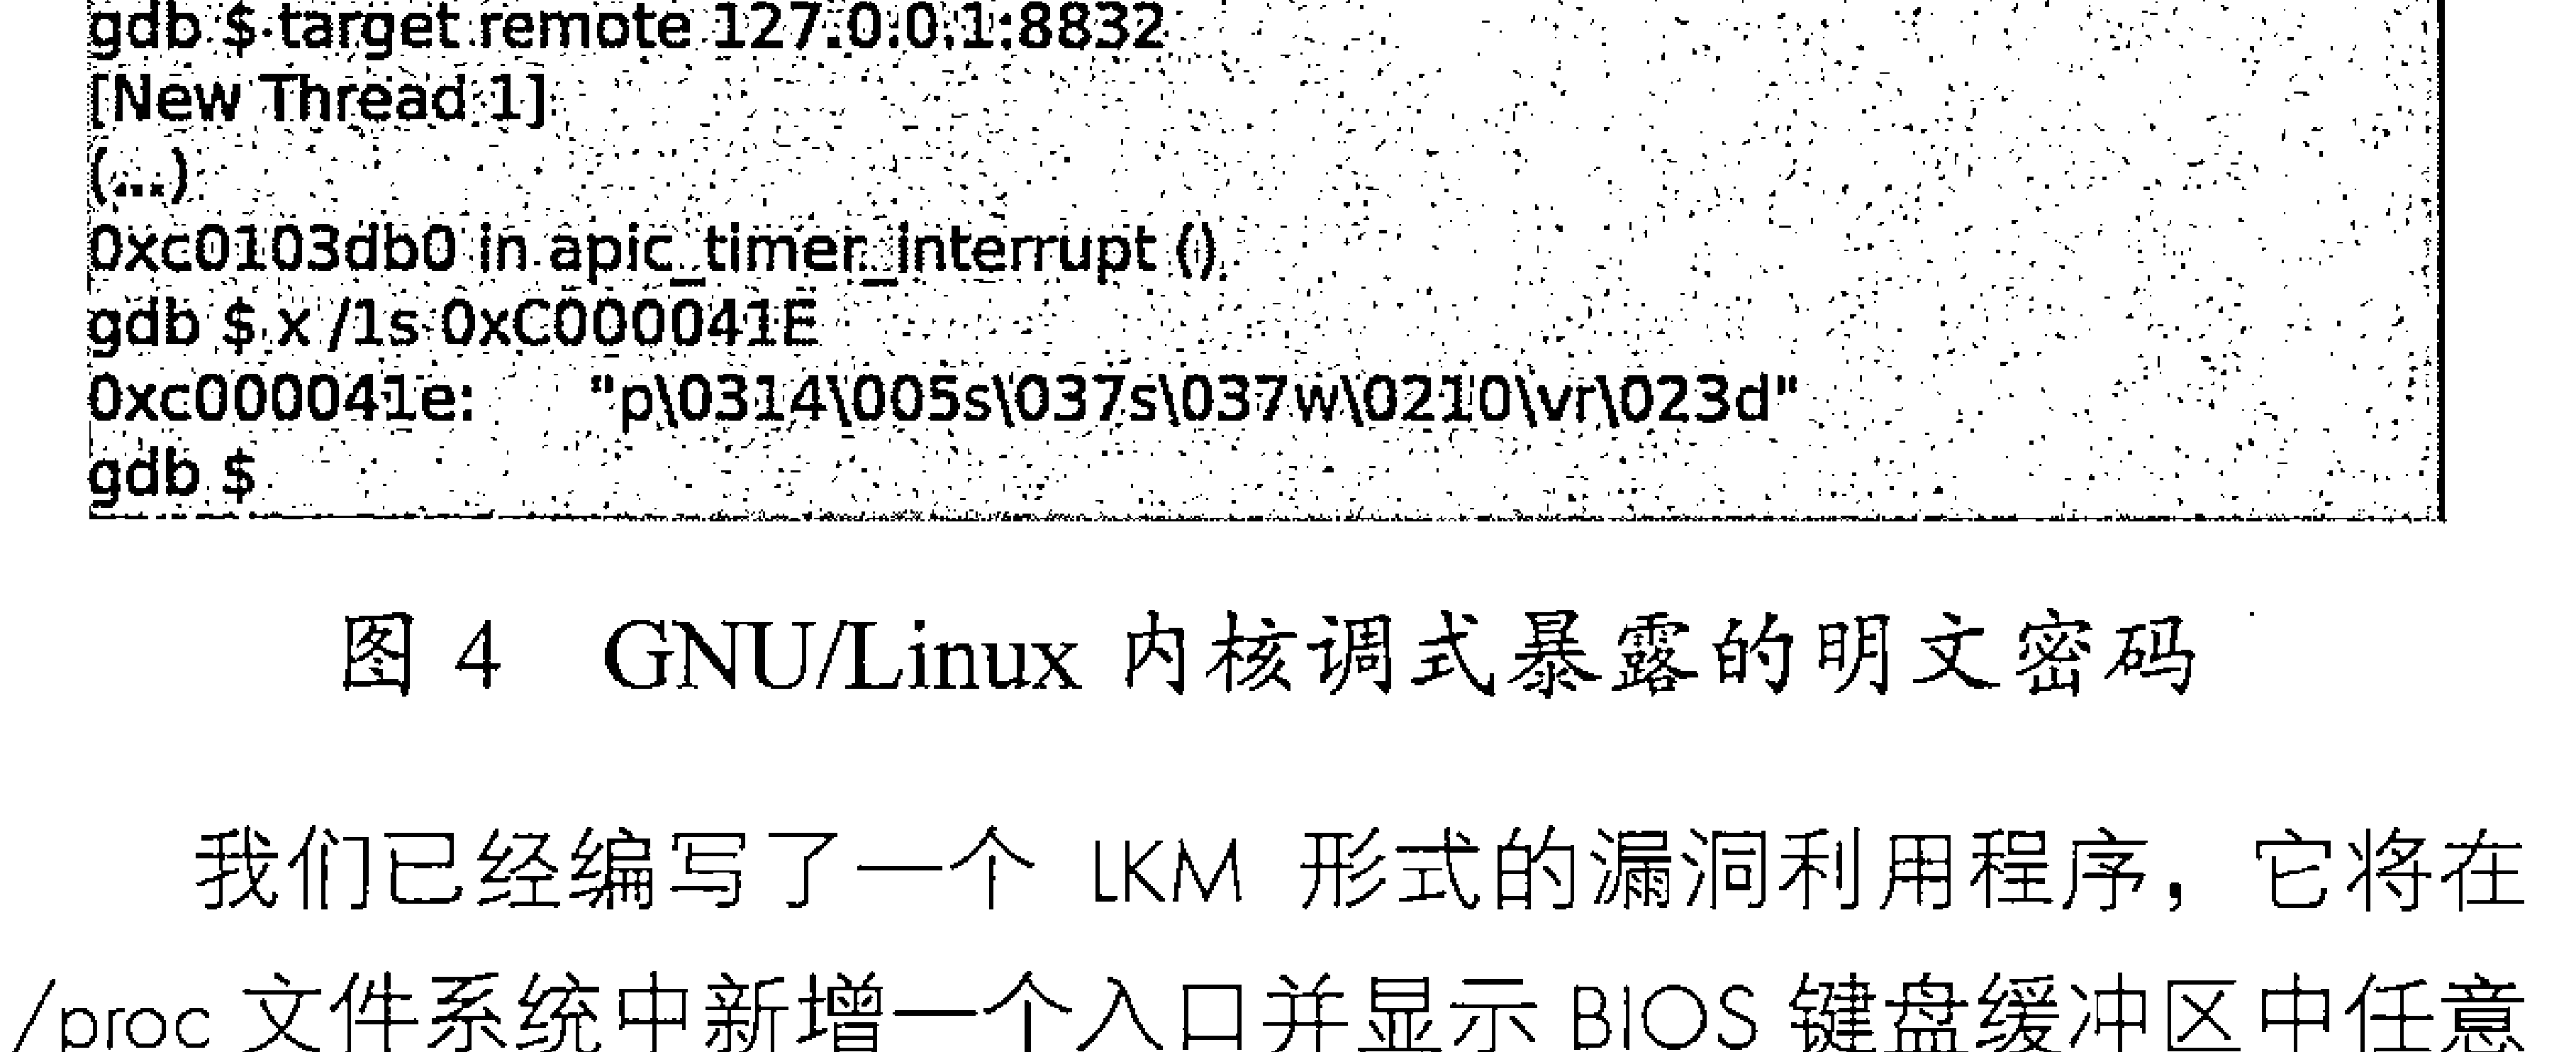 gdb $ target remote 127.0.0.1:8832
[New Thread 1]
(...)
0xc0103db0 in apic_timer_interrupt ()
gdb $ x /1s 0xC000041E
0xc000041e: "p\0314\005s\037s\037w\0210\vr\023d"
gdb $
图 4 GNU/Linux 内核调式暴露的明文密码
我们已经编写了一个 LKM 形式的漏洞利用程序，它将在
/proc 文件系统中新增一个入口并显示 BIOS 键盘缓冲区中任意